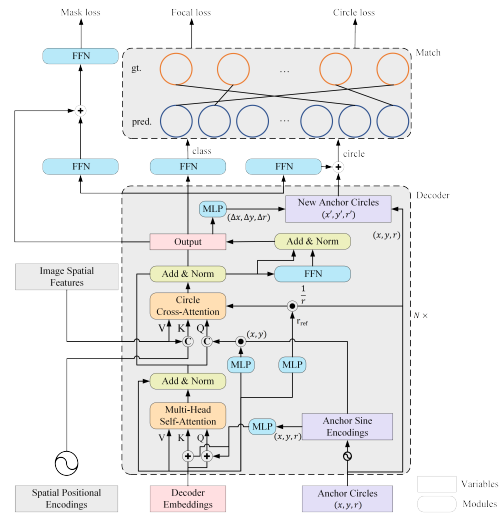 Mask loss
Focal loss
Circle loss
FFN
gt.
...
Match
pred.
...
class
circle
FFN
FFN
FFN
Decoder
MLP
(Δx, Δy, Δr)
New Anchor Circles
(x′, y′, r′)
Output
Add & Norm
(x, y, r)
Image Spatial
Features
Add & Norm
FFN
Circle
Cross-Attention
1/r
r_ref
N ×
V
K
Q
C
C
(x, y)
MLP
MLP
Add & Norm
Multi-Head
Self-Attention
MLP
(x, y, r)
Anchor Sine
Encodings
V
K
Q
Spatial Positional
Encodings
Decoder
Embeddings
Anchor Circles
(x, y, r)
Variables
Modules